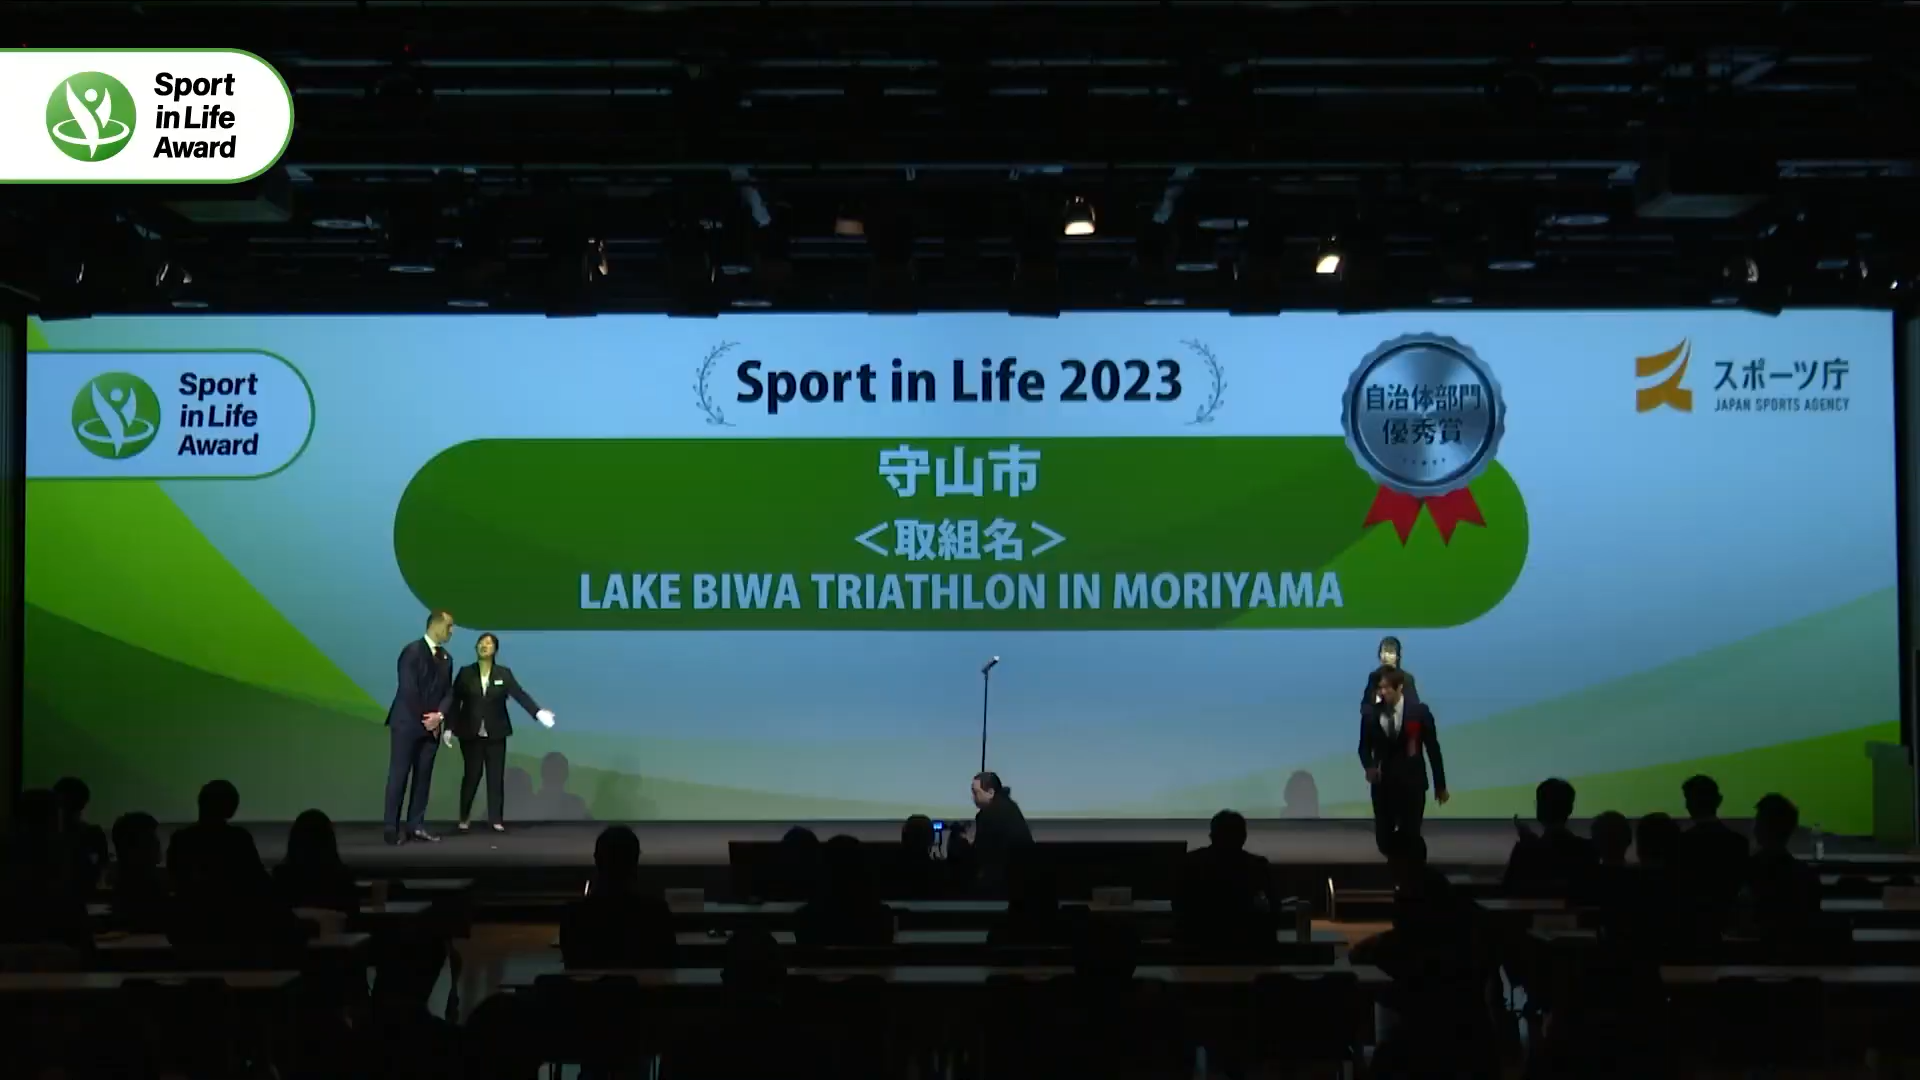 Sport
in Life
Award
Sport in Life 2023
自治体部門
優秀賞
スポーツ庁
JAPAN SPORTS AGENCY
Sport
in Life
Award
守山市
＜取組名＞
LAKE BIWA TRIATHLON IN MORIYAMA